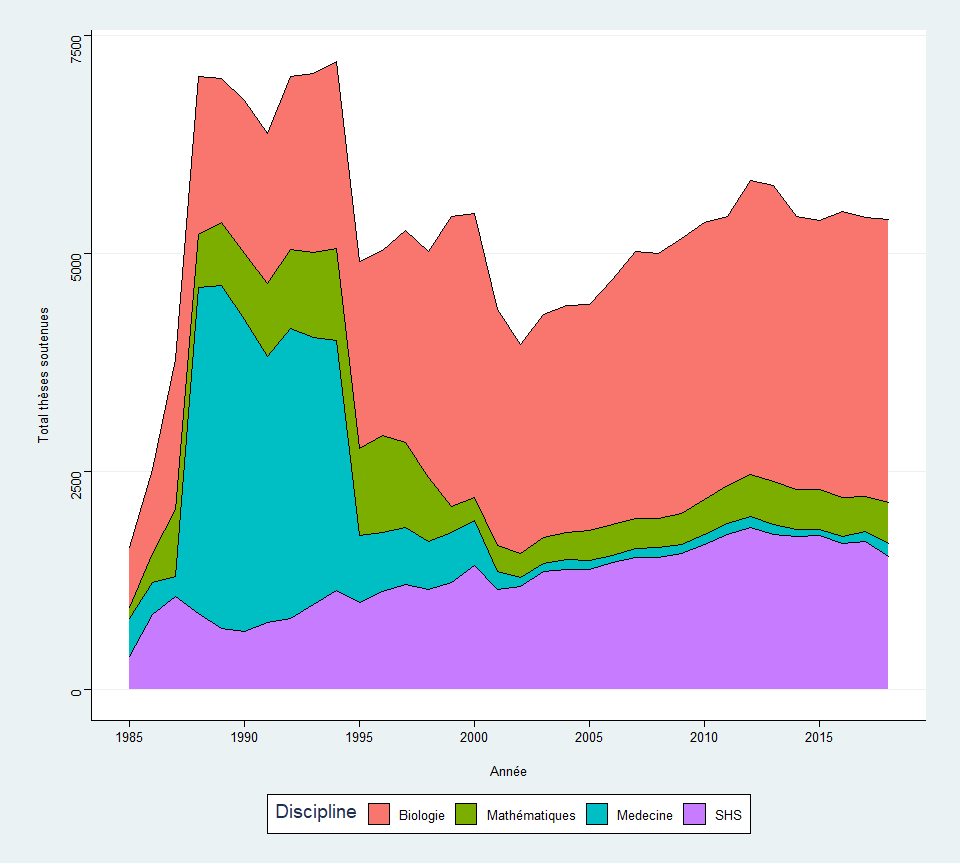 7500
5000
2500
0
Total thèses soutenues
1985 1990 1995 2000 2005 2010 2015
Année
Discipline Biologie Mathématiques Medecine SHS